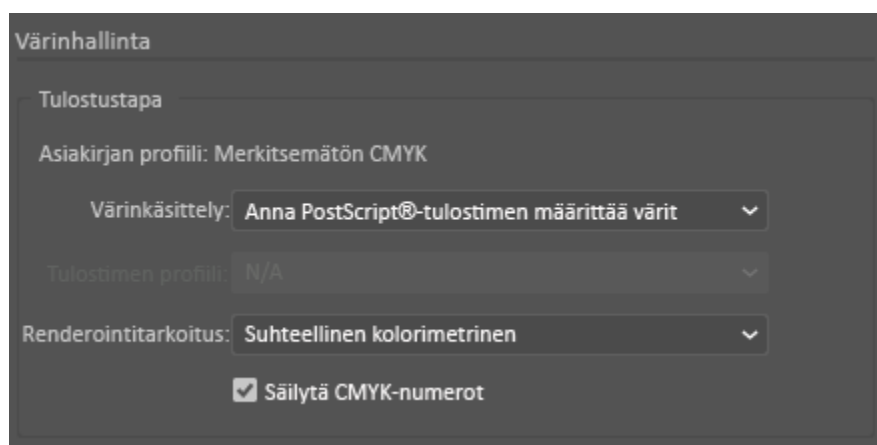 Värinhallinta
Tulostustapa
Asiakirjan profiili: Merkitsemätön CMYK
Värinkäsittely: Anna PostScript®-tulostimen määrittää värit
Tulostimen profiili: N/A
Renderointitarkoitus: Suhteellinen kolorimetrinen
Säilytä CMYK-numerot